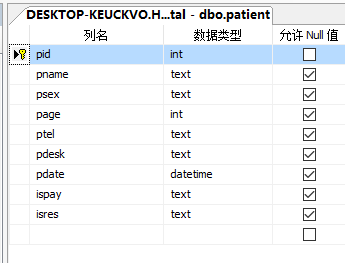 DESKTOP-KEUCKVO.H...tal - dbo.patient
列名 数据类型 允许 Null 值
pid int
pname text
psex text
page int
ptel text
pdesk text
pdate datetime
ispay text
isres text